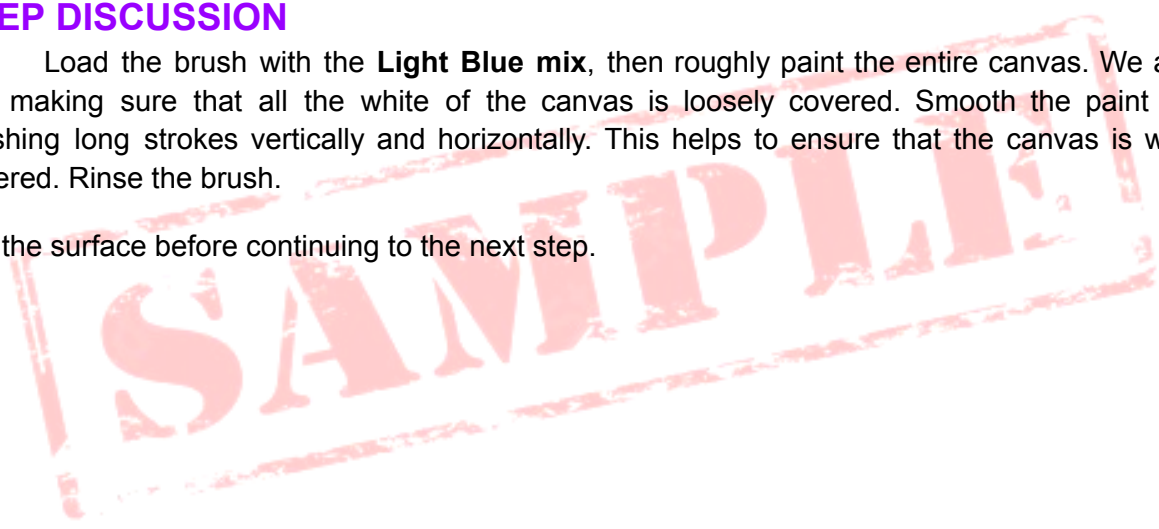 EP DISCUSSION
Load the brush with the Light Blue mix, then roughly paint the entire canvas. We a
making sure that all the white of the canvas is loosely covered. Smooth the paint
shing long strokes vertically and horizontally. This helps to ensure that the canvas is w
ered. Rinse the brush.
the surface before continuing to the next step.
SAMPLE